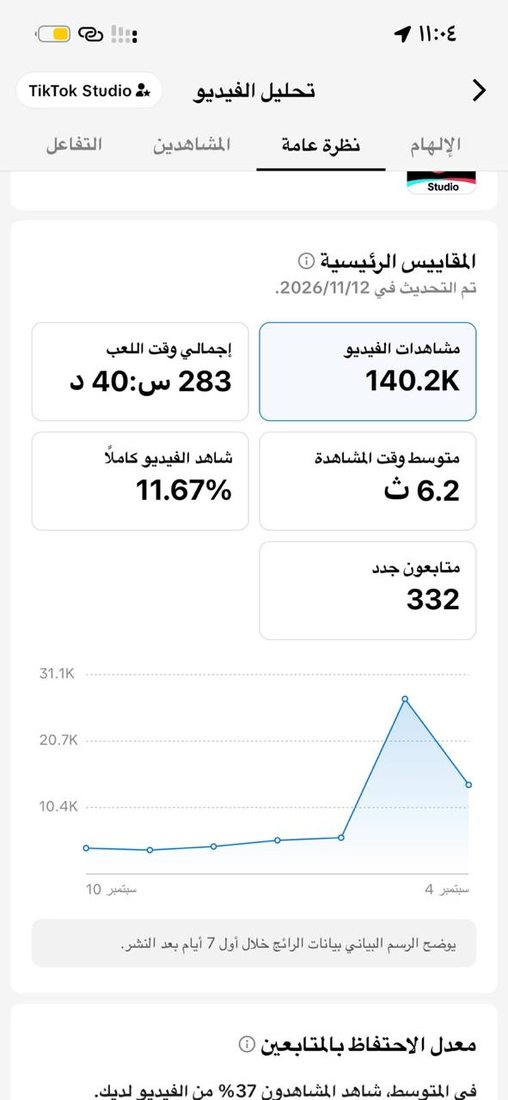 ١١:٠٤
تحليل الفيديو
TikTok Studio
الإلهام
نظرة عامة
المشاهدين
التفاعل
Studio
المقاييس الرئيسية
تم التحديث في 2026/11/12.
مشاهدات الفيديو
140.2K
إجمالي وقت اللعب
283 س:40 د
متوسط وقت المشاهدة
6.2 ث
شاهد الفيديو كاملًا
11.67%
متابعون جدد
332
31.1K
20.7K
10.4K
سبتمبر 4
سبتمبر 10
يوضح الرسم البياني بيانات الرائج خلال أول 7 أيام بعد النشر.
معدل الاحتفاظ بالمتابعين
في المتوسط، شاهد المشاهدون 37% من الفيديو لديك.